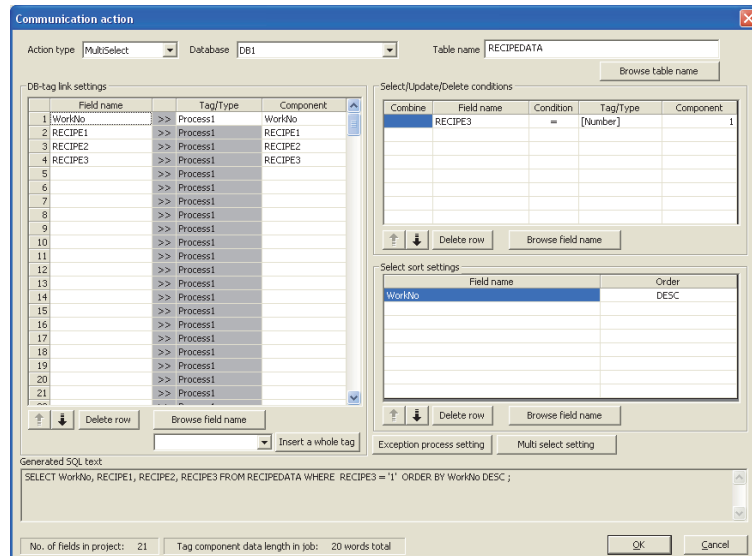 Communication action
Action type MultiSelect Database DB1 Table name RECIPEDATA
Browse table name
DB-tag link settings
Field name Tag/Type Component
1 WorkNo >> Process1 WorkNo
2 RECIPE1 >> Process1 RECIPE1
3 RECIPE2 >> Process1 RECIPE2
4 RECIPE3 >> Process1 RECIPE3
5 >> Process1
6 >> Process1
7 >> Process1
8 >> Process1
9 >> Process1
10 >> Process1
11 >> Process1
12 >> Process1
13 >> Process1
14 >> Process1
15 >> Process1
16 >> Process1
17 >> Process1
18 >> Process1
19 >> Process1
20 >> Process1
21 >> Process1
Delete row Browse field name
Insert a whole tag
Select/Update/Delete conditions
Combine Field name Condition Tag/Type Component
RECIPE3 = [Number] 1
Delete row Browse field name
Select sort settings
Field name Order
WorkNo DESC
Delete row Browse field name
Exception process setting Multi select setting
Generated SQL text
SELECT WorkNo, RECIPE1, RECIPE2, RECIPE3 FROM RECIPEDATA WHERE RECIPE3 = '1' ORDER BY WorkNo DESC ;
No. of fields in project: 21 Tag component data length in job: 20 words total
OK Cancel